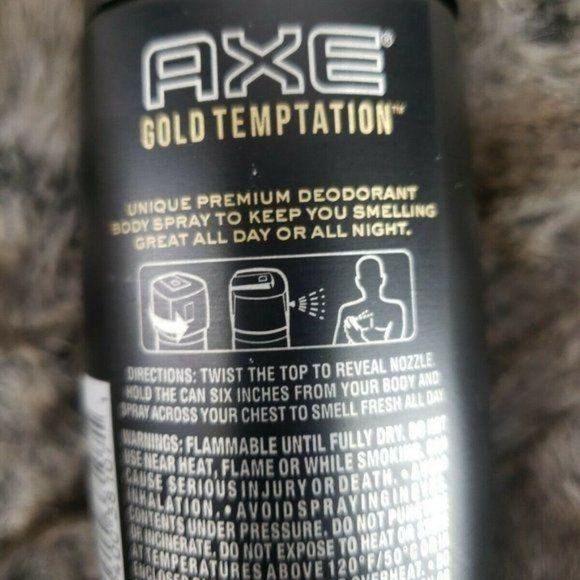 AXE®
GOLD TEMPTATION™
UNIQUE PREMIUM DEODORANT
BODY SPRAY TO KEEP YOU SMELLING
GREAT ALL DAY OR ALL NIGHT.
DIRECTIONS: TWIST THE TOP TO REVEAL NOZZLE.
HOLD THE CAN SIX INCHES FROM YOUR BODY AND
SPRAY ACROSS YOUR CHEST TO SMELL FRESH ALL DAY
WARNINGS: FLAMMABLE UNTIL FULLY DRY. DO NOT
USE NEAR HEAT, FLAME OR WHILE SMOKING.
CAUSE SERIOUS INJURY OR DEATH. •
INHALATION. • AVOID SPRAYING IN
CONTENTS UNDER PRESSURE. DO NOT
OR INCINERATE. DO NOT EXPOSE TO HEAT OR
AT TEMPERATURES ABOVE 120°F/50°C